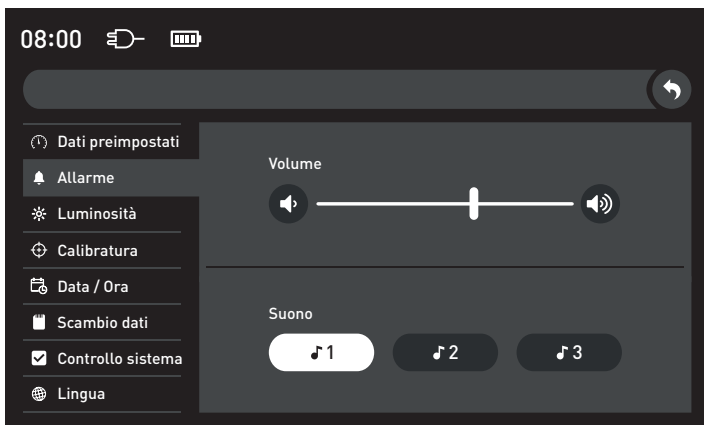 08:00
Dati preimpostati
Allarme
Luminosità
Calibratura
Data / Ora
Scambio dati
Controllo sistema
Lingua
Volume
Suono
1
2
3